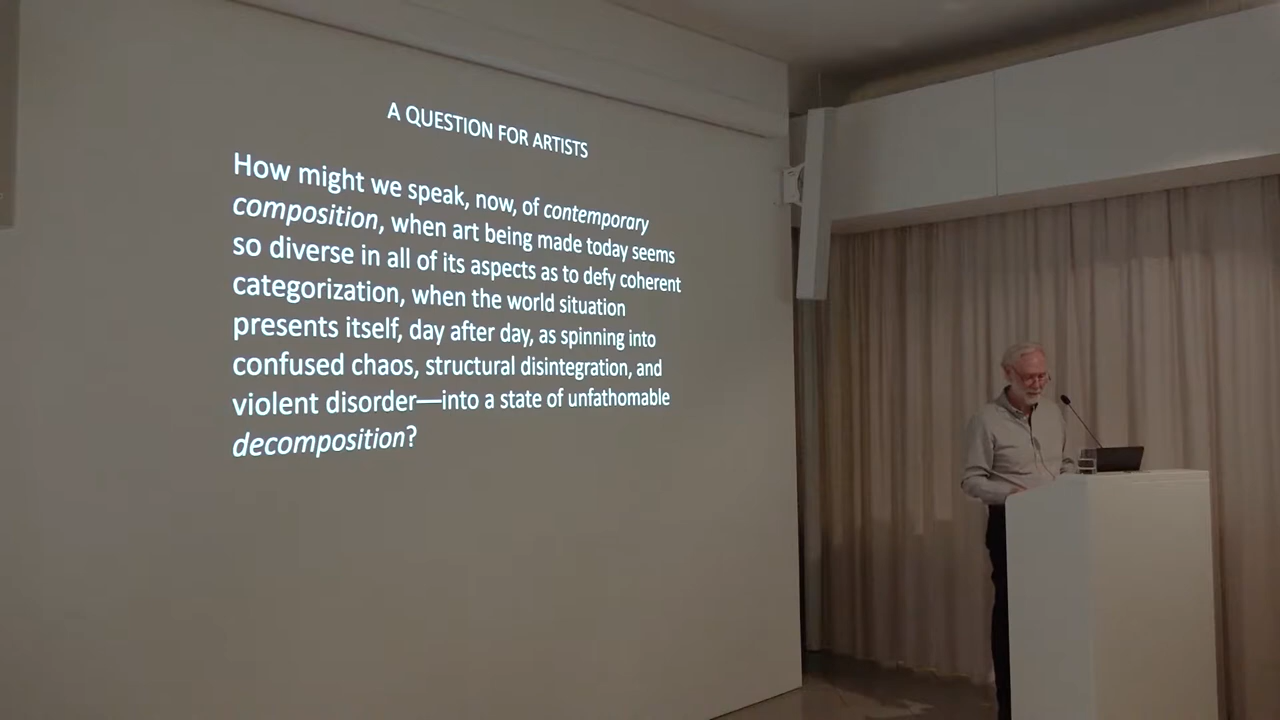 A QUESTION FOR ARTISTS
How might we speak, now, of contemporary
composition, when art being made today seems
so diverse in all of its aspects as to defy coherent
categorization, when the world situation
presents itself, day after day, as spinning into
confused chaos, structural disintegration, and
violent disorder—into a state of unfathomable
decomposition?